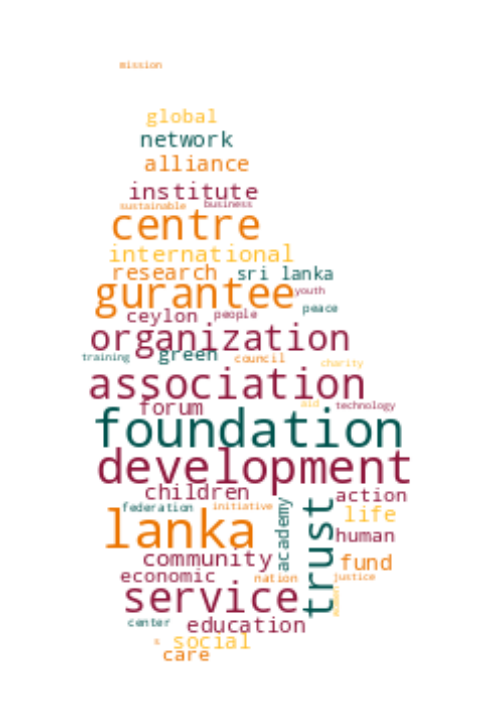 mission
global
network
alliance
institute
sustainable business
centre
international
research sri lanka
gurantee youth
ceylon people peace
organization
training green council charity
association
forum aid technology
foundation
development
children action
federation initiative
lanka academy trust life
human
community fund
economic nation justice
service
center education
s social
care